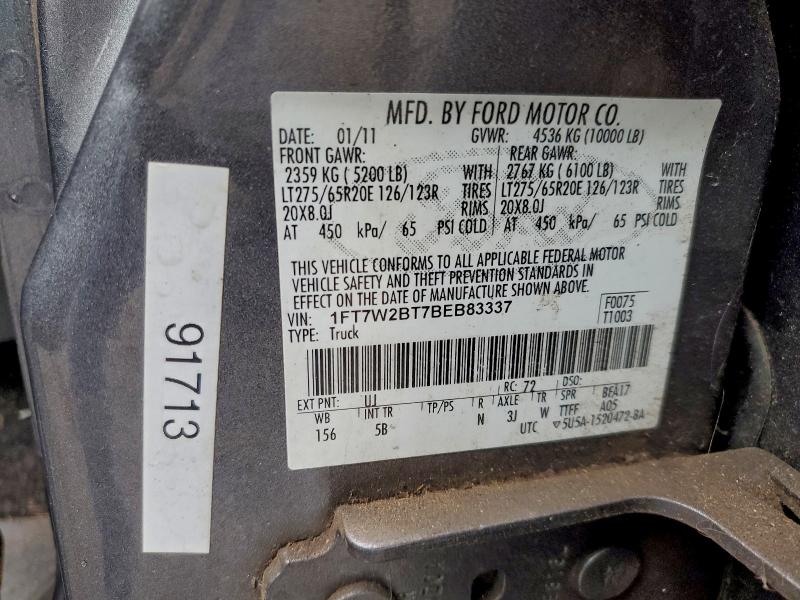 MFD. BY FORD MOTOR CO.
DATE: 01/11 GVWR: 4536 KG (10000 LB)
FRONT GAWR: REAR GAWR:
2359 KG ( 5200 LB) WITH 2767 KG ( 6100 LB) WITH
LT275/65R20E 126/123R TIRES LT275/65R20E 126/123R TIRES
20X8.0J RIMS 20X8.0J RIMS
AT 450 kPa/ 65 PSI COLD AT 450 kPa/ 65 PSI COLD
THIS VEHICLE CONFORMS TO ALL APPLICABLE FEDERAL MOTOR
VEHICLE SAFETY AND THEFT PREVENTION STANDARDS IN
EFFECT ON THE DATE OF MANUFACTURE SHOWN ABOVE.
VIN: 1FT7W2BT7BEB83337 F0075
TYPE: Truck T1003
EXT PNT: UJ RC: 72 DSO:
WB INT TR TP/PS R AXLE TR SPR BFA17
156 5B N 3J W TTFF A05
UTC ▽5U5A-1520472-BA
91713